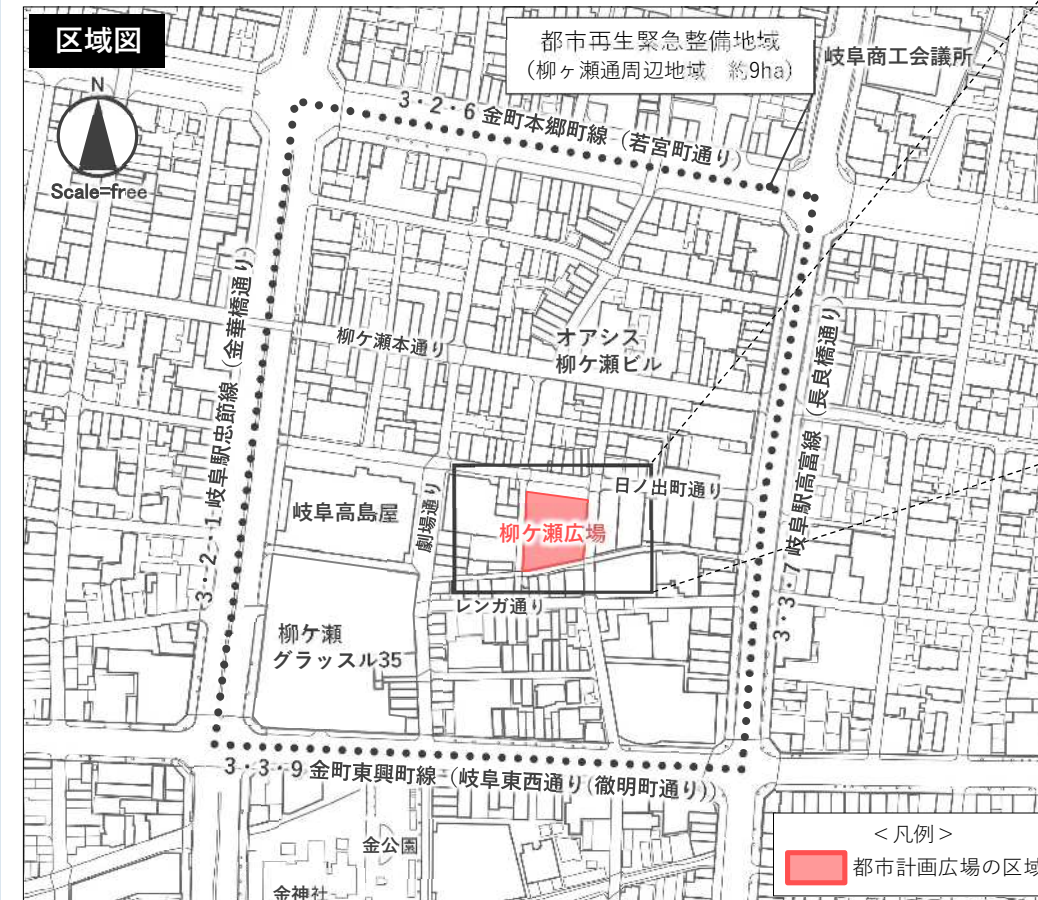 区域図
都市再生緊急整備地域
(柳ヶ瀬通周辺地域 約9ha)
岐阜商工会議所
N
Scale=free
3・2・6 金町本郷町線 (若宮町通り)
3・2・1 岐阜駅忠節線 (金華橋通り)
柳ケ瀬本通り
オアシス
柳ケ瀬ビル
3・3・7 岐阜駅高富線 (長良橋通り)
岐阜高島屋
劇場通り
日ノ出町通り
柳ケ瀬広場
レンガ通り
柳ケ瀬
グラッスル35
3・3・9 金町東興町線 (岐阜東西通り(徹明町通り))
金公園
金神社
<凡例>
都市計画広場の区域